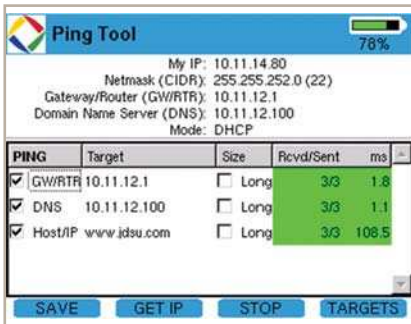 Ping Tool
78%
My IP: 10.11.14.80
Netmask (CIDR): 255.255.252.0 (22)
Gateway/Router (GW/RTR): 10.11.12.1
Domain Name Server (DNS): 10.11.12.100
Mode: DHCP
PING Target Size Rcvd/Sent ms
GW/RTR 10.11.12.1 Long 3/3 1.8
DNS 10.11.12.100 Long 3/3 1.1
Host/IP www.jdsu.com Long 3/3 108.5
SAVE GET IP STOP TARGETS